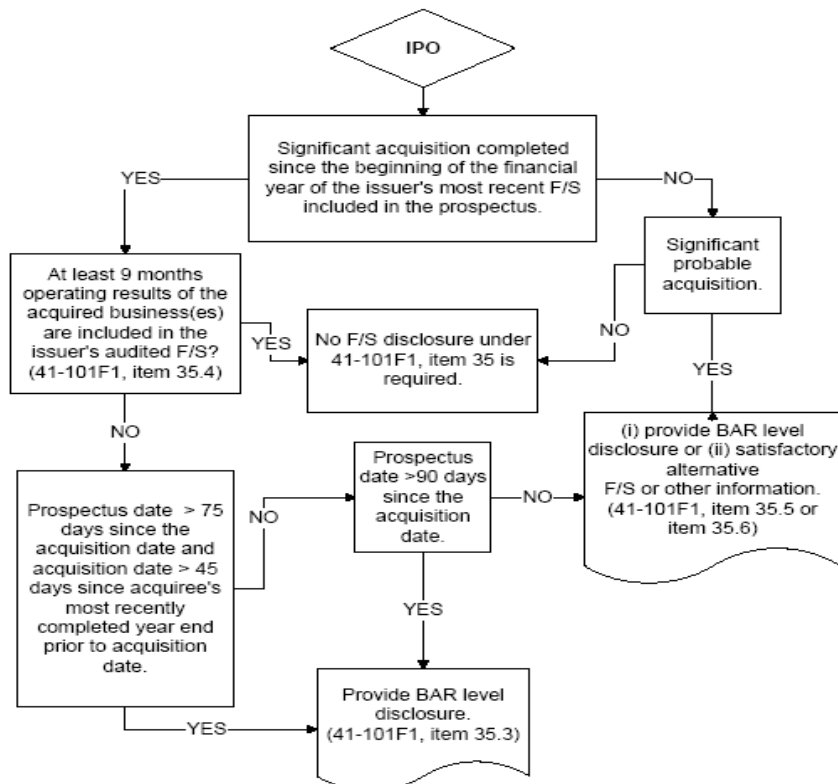 IPO
Significant acquisition completed
since the beginning of the financial
year of the issuer's most recent F/S
included in the prospectus.
YES
NO
At least 9 months
operating results of the
acquired business(es)
are included in the
issuer's audited F/S?
(41-101F1, item 35.4)
Significant
probable
acquisition.
YES
NO
No F/S disclosure under
41-101F1, item 35 is
required.
YES
NO
(i) provide BAR level
disclosure or (ii) satisfactory
alternative
F/S or other information.
(41-101F1, item 35.5 or
item 35.6)
Prospectus
date >90 days
since the
acquisition
date.
NO
NO
Prospectus date > 75
days since the
acquisition date and
acquisition date > 45
days since acquiree's
most recently
completed year end
prior to acquisition
date.
YES
YES
Provide BAR level
disclosure.
(41-101F1, item 35.3)